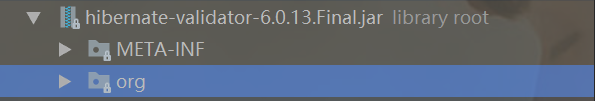 hibernate-validator-6.0.13.Final.jar library root
META-INF
org